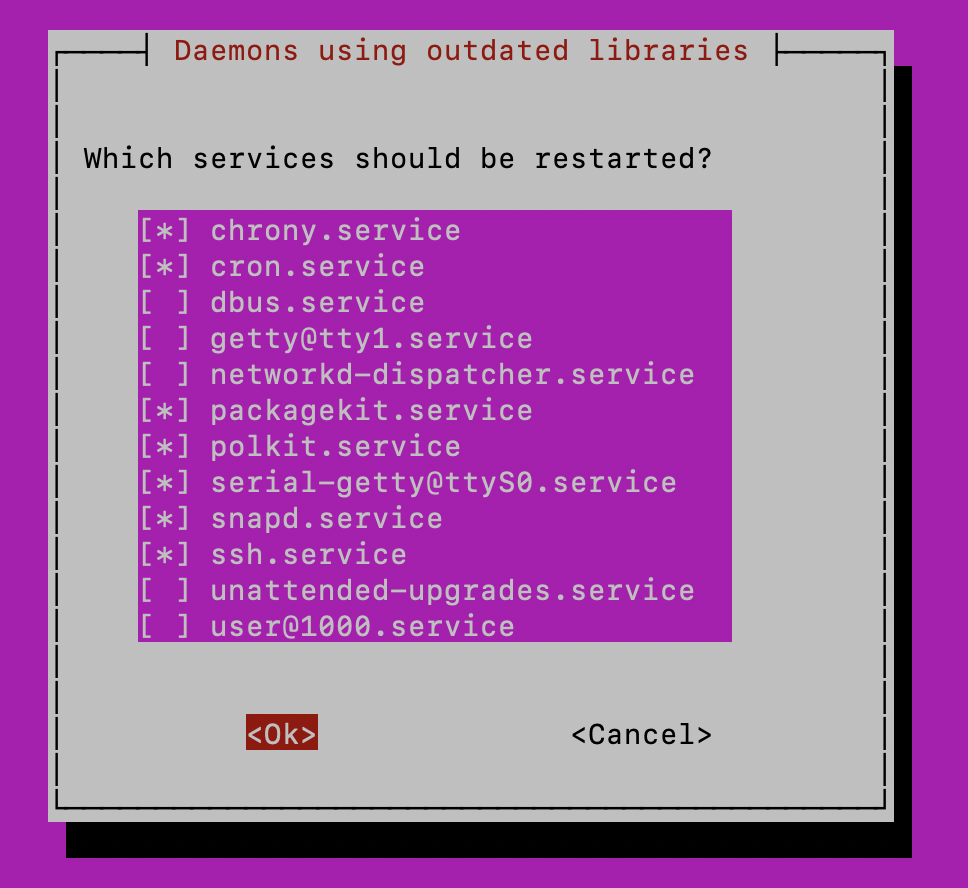 Daemons using outdated libraries
Which services should be restarted?
[*] chrony.service
[*] cron.service
[ ] dbus.service
[ ] getty@tty1.service
[ ] networkd-dispatcher.service
[*] packagekit.service
[*] polkit.service
[*] serial-getty@ttyS0.service
[*] snapd.service
[*] ssh.service
[ ] unattended-upgrades.service
[ ] user@1000.service
<Ok> <Cancel>